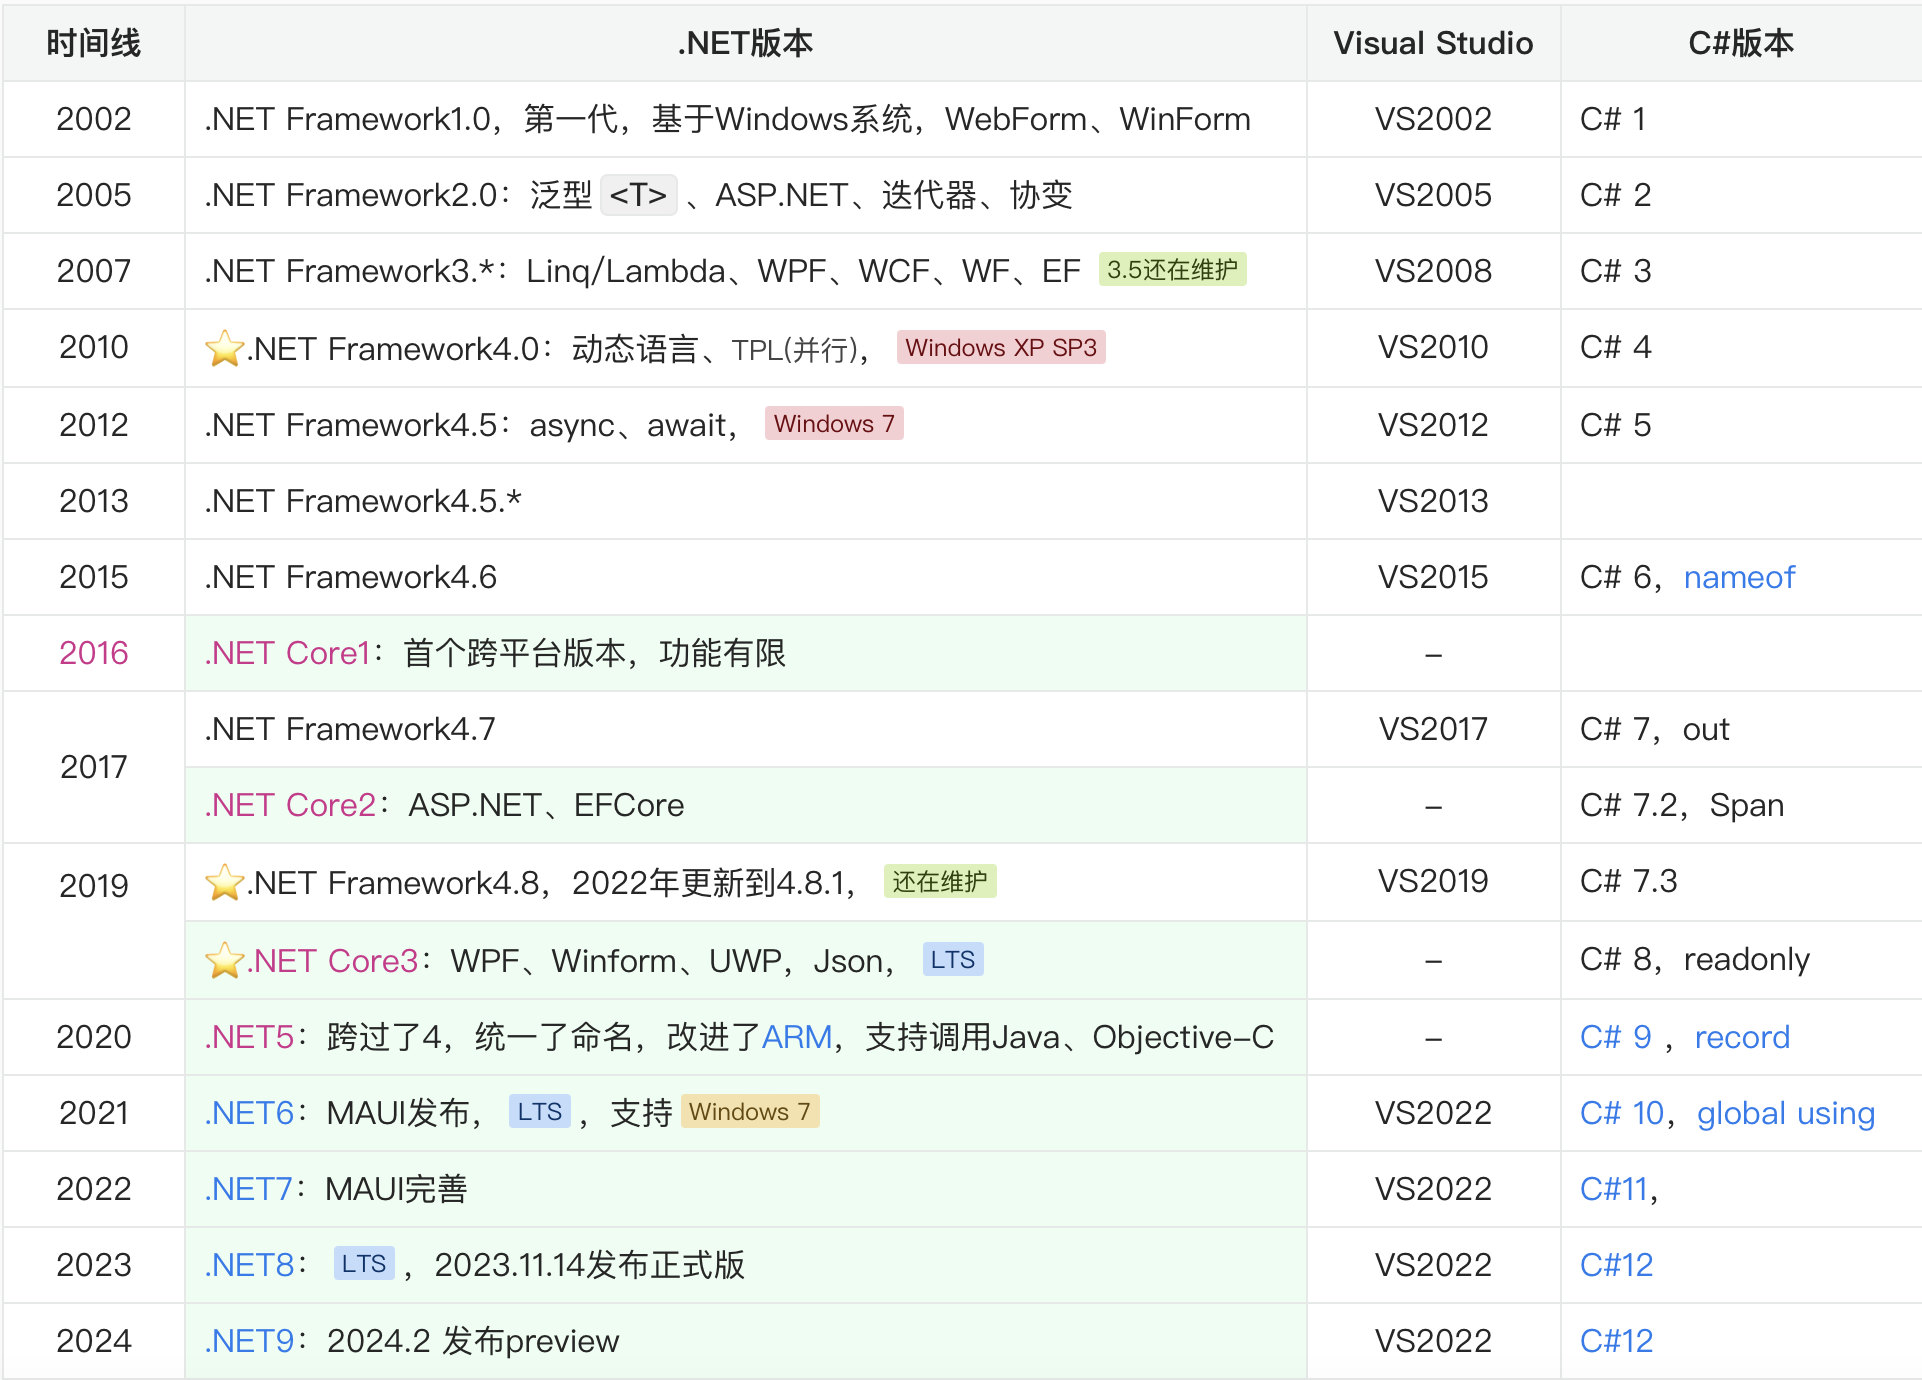 时间线 .NET版本 Visual Studio C#版本
2002 .NET Framework1.0，第一代，基于Windows系统，WebForm、WinForm VS2002 C# 1
2005 .NET Framework2.0：泛型 <T> 、ASP.NET、迭代器、协变 VS2005 C# 2
2007 .NET Framework3.*：Linq/Lambda、WPF、WCF、WF、EF 3.5还在维护 VS2008 C# 3
2010 ⭐.NET Framework4.0：动态语言、TPL(并行)， Windows XP SP3 VS2010 C# 4
2012 .NET Framework4.5：async、await， Windows 7 VS2012 C# 5
2013 .NET Framework4.5.* VS2013
2015 .NET Framework4.6 VS2015 C# 6，nameof
2016 .NET Core1：首个跨平台版本，功能有限 –
2017 .NET Framework4.7 VS2017 C# 7，out
.NET Core2：ASP.NET、EFCore – C# 7.2，Span
2019 ⭐.NET Framework4.8，2022年更新到4.8.1， 还在维护 VS2019 C# 7.3
⭐.NET Core3：WPF、Winform、UWP，Json， LTS – C# 8，readonly
2020 .NET5：跨过了4，统一了命名，改进了ARM，支持调用Java、Objective-C – C# 9 ，record
2021 .NET6：MAUI发布， LTS ，支持 Windows 7 VS2022 C# 10，global using
2022 .NET7：MAUI完善 VS2022 C#11，
2023 .NET8： LTS ，2023.11.14发布正式版 VS2022 C#12
2024 .NET9：2024.2 发布preview VS2022 C#12